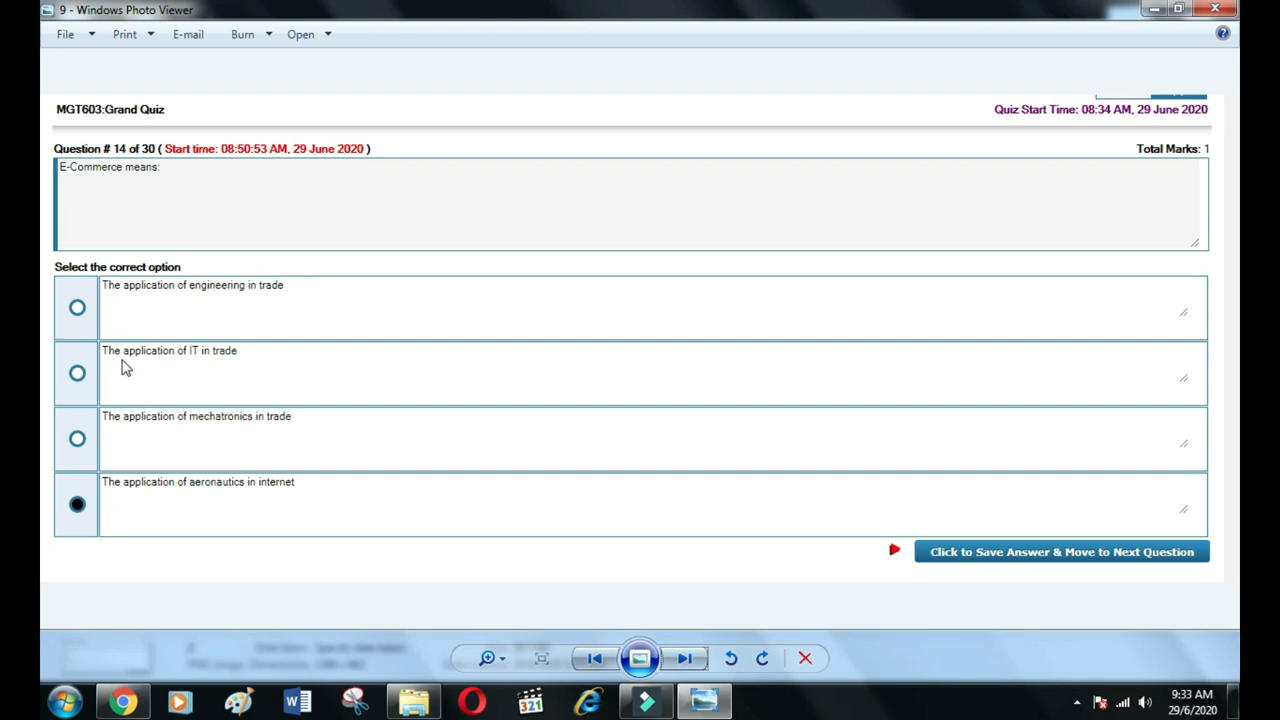 9 - Windows Photo Viewer
File Print E-mail Burn Open
MGT603:Grand Quiz
Quiz Start Time: 08:34 AM, 29 June 2020
Question # 14 of 30 ( Start time: 08:50:53 AM, 29 June 2020 )
Total Marks: 1
E-Commerce means:
Select the correct option
The application of engineering in trade
The application of IT in trade
The application of mechatronics in trade
The application of aeronautics in internet
Click to Save Answer & Move to Next Question
321
9:33 AM
29/6/2020